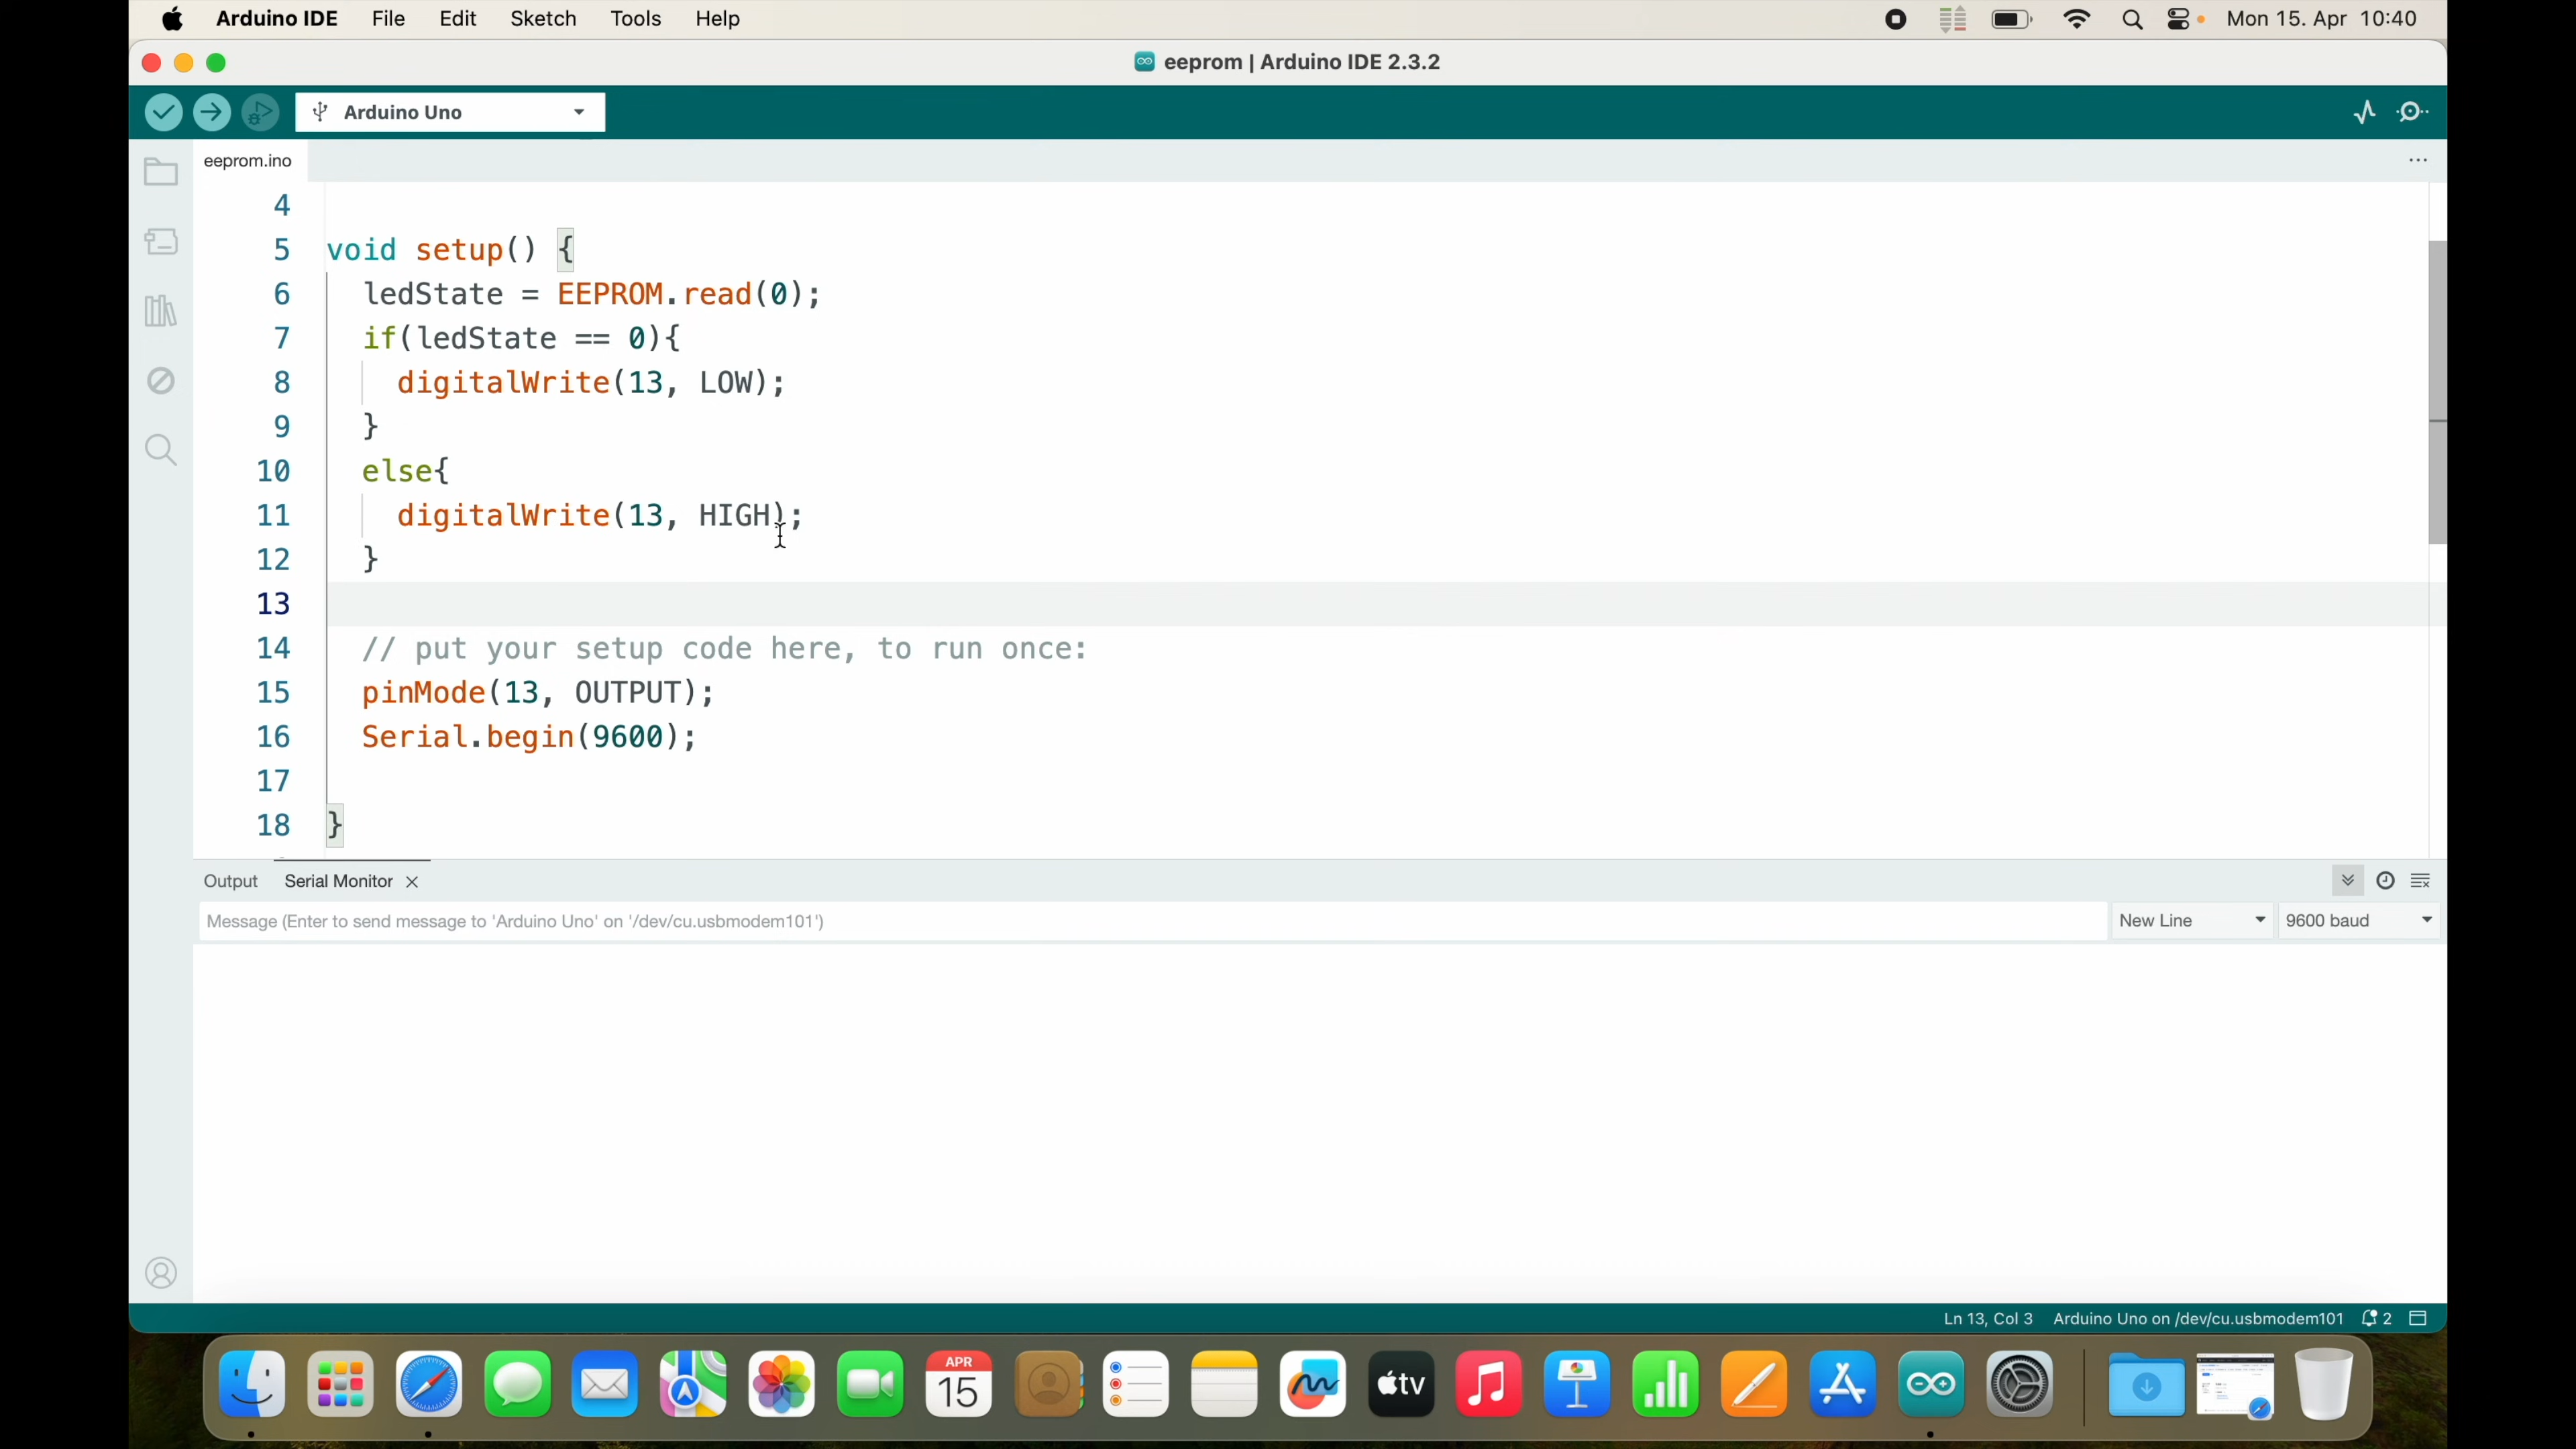 Arduino IDE File Edit Sketch Tools Help Mon 15. Apr 10:40
eeprom | Arduino IDE 2.3.2
Arduino Uno
eeprom.ino
4
5 void setup() {
6 ledState = EEPROM.read(0);
7 if(ledState == 0){
8 digitalWrite(13, LOW);
9 }
10 else{
11 digitalWrite(13, HIGH);
12 }
13
14 // put your setup code here, to run once:
15 pinMode(13, OUTPUT);
16 Serial.begin(9600);
17
18 }
Output Serial Monitor
Message (Enter to send message to 'Arduino Uno' on '/dev/cu.usbmodem101') New Line 9600 baud
Ln 13, Col 3 Arduino Uno on /dev/cu.usbmodem101 2
APR
15
tv